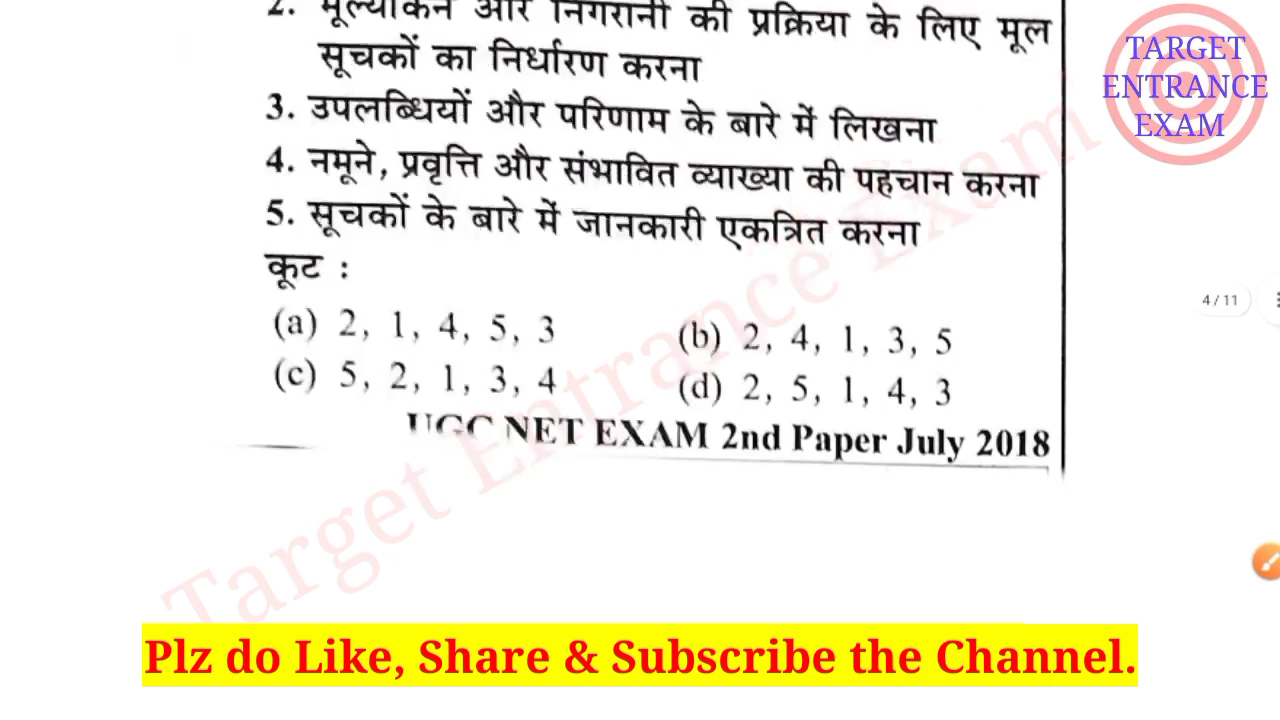 2. मूल्यांकन और निगरानी की प्रक्रिया के लिए मूल
सूचकों का निर्धारण करना
3. उपलब्धियों और परिणाम के बारे में लिखना
4. नमूने, प्रवृत्ति और संभावित व्याख्या की पहचान करना
5. सूचकों के बारे में जानकारी एकत्रित करना
कूट :
(a) 2, 1, 4, 5, 3 (b) 2, 4, 1, 3, 5
(c) 5, 2, 1, 3, 4 (d) 2, 5, 1, 4, 3
UGC NET EXAM 2nd Paper July 2018
TARGET
ENTRANCE
EXAM
4/11
Target Entrance Exam
Plz do Like, Share & Subscribe the Channel.